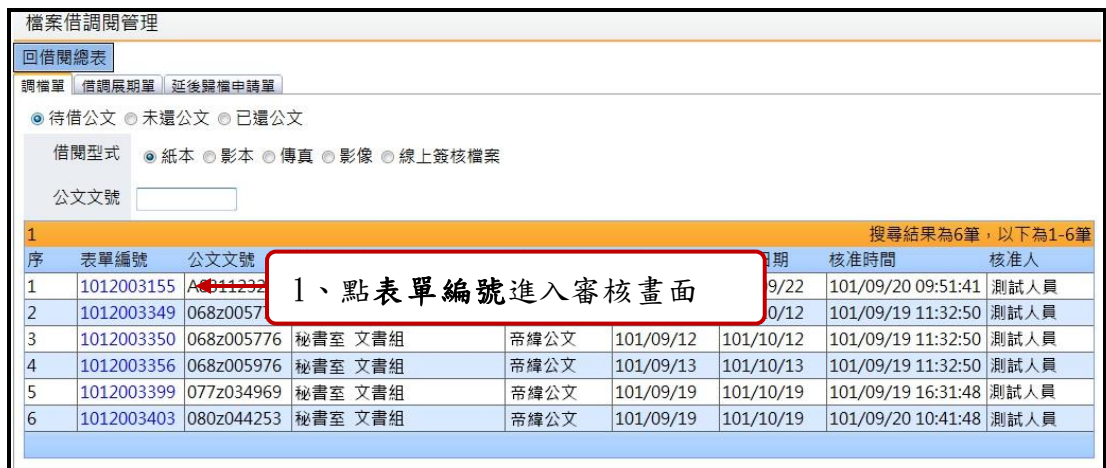 檔案借調閱管理
回借閱總表
調檔單 借調展期單 延後歸檔申請單
待借公文 未還公文 已還公文
借閱型式 紙本 影本 傳真 影像 線上簽核檔案
公文文號
1 搜尋結果為6筆，以下為1-6筆
序 表單編號 公文文號 日期 核准時間 核准人
1、點表單編號進入審核畫面
1 1012003155 9/22 101/09/20 09:51:41 測試人員
2 1012003349 068z0057 0/12 101/09/19 11:32:50 測試人員
3 1012003350 068z005776 秘書室 文書組 帝緯公文 101/09/12 101/10/12 101/09/19 11:32:50 測試人員
4 1012003356 068z005976 秘書室 文書組 帝緯公文 101/09/13 101/10/13 101/09/19 11:32:50 測試人員
5 1012003399 077z034969 秘書室 文書組 帝緯公文 101/09/19 101/10/19 101/09/19 16:31:48 測試人員
6 1012003403 080z044253 秘書室 文書組 帝緯公文 101/09/19 101/10/19 101/09/20 10:41:48 測試人員